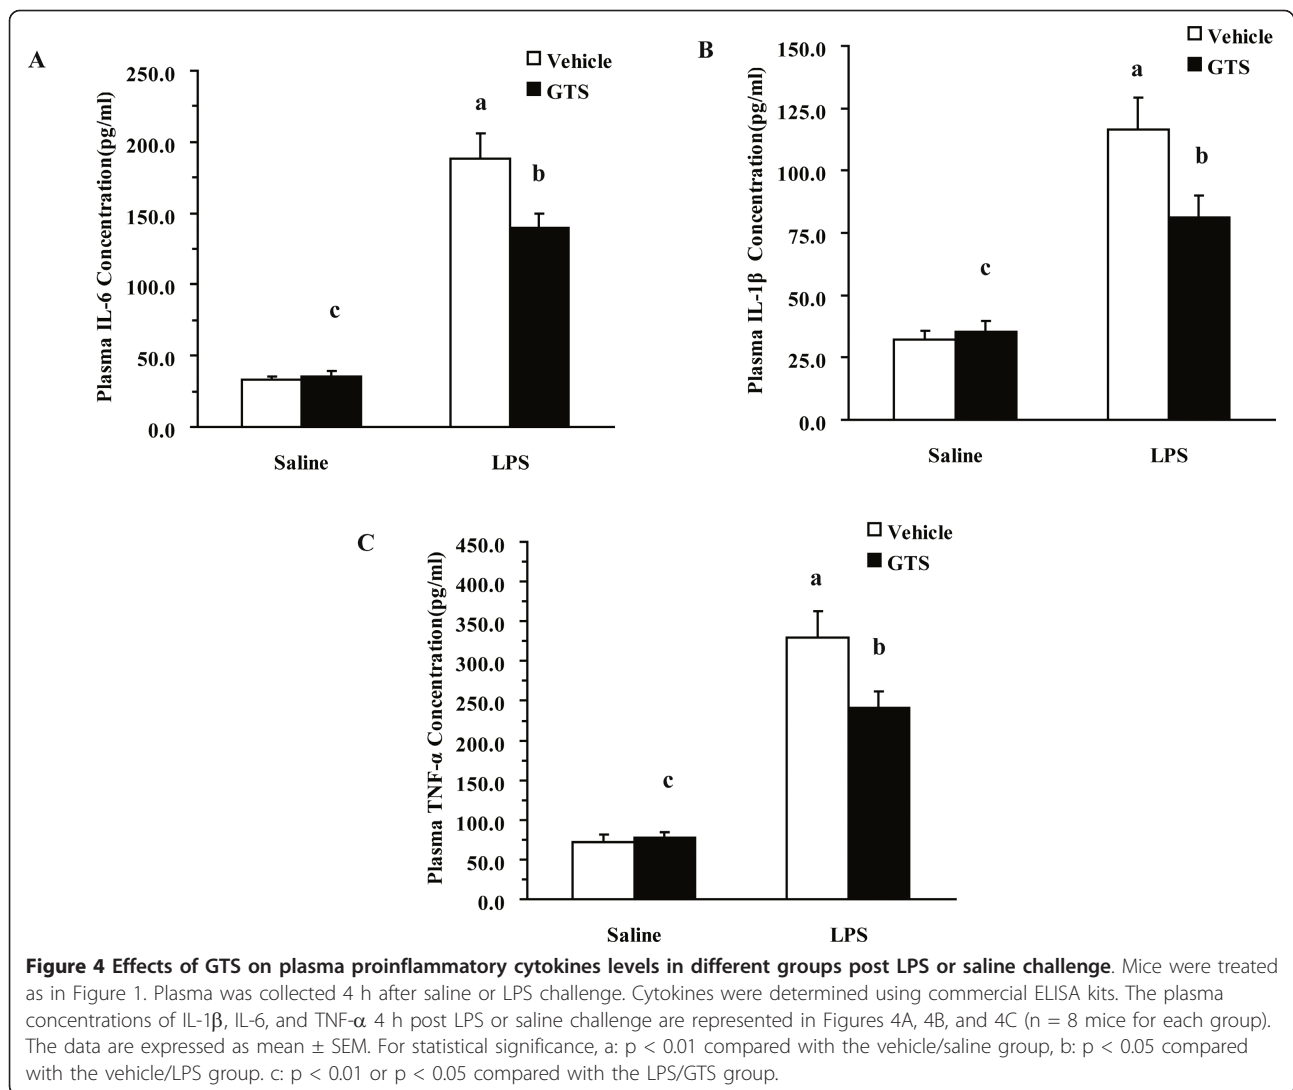 A
Vehicle
GTS
Plasma IL-6 Concentration(pg/ml)
250.0
200.0
150.0
100.0
50.0
0.0
a
b
c
Saline
LPS
B
Vehicle
GTS
Plasma IL-1β Concentration(pg/ml)
150.0
125.0
100.0
75.0
50.0
25.0
0.0
a
b
c
Saline
LPS
C
Vehicle
GTS
Plasma TNF-α Concentration(pg/ml)
450.0
400.0
350.0
300.0
250.0
200.0
150.0
100.0
50.0
0.0
a
b
c
Saline
LPS
Figure 4 Effects of GTS on plasma proinflammatory cytokines levels in different groups post LPS or saline challenge. Mice were treated
as in Figure 1. Plasma was collected 4 h after saline or LPS challenge. Cytokines were determined using commercial ELISA kits. The plasma
concentrations of IL-1β, IL-6, and TNF-α 4 h post LPS or saline challenge are represented in Figures 4A, 4B, and 4C (n = 8 mice for each group).
The data are expressed as mean ± SEM. For statistical significance, a: p < 0.01 compared with the vehicle/saline group, b: p < 0.05 compared
with the vehicle/LPS group. c: p < 0.01 or p < 0.05 compared with the LPS/GTS group.